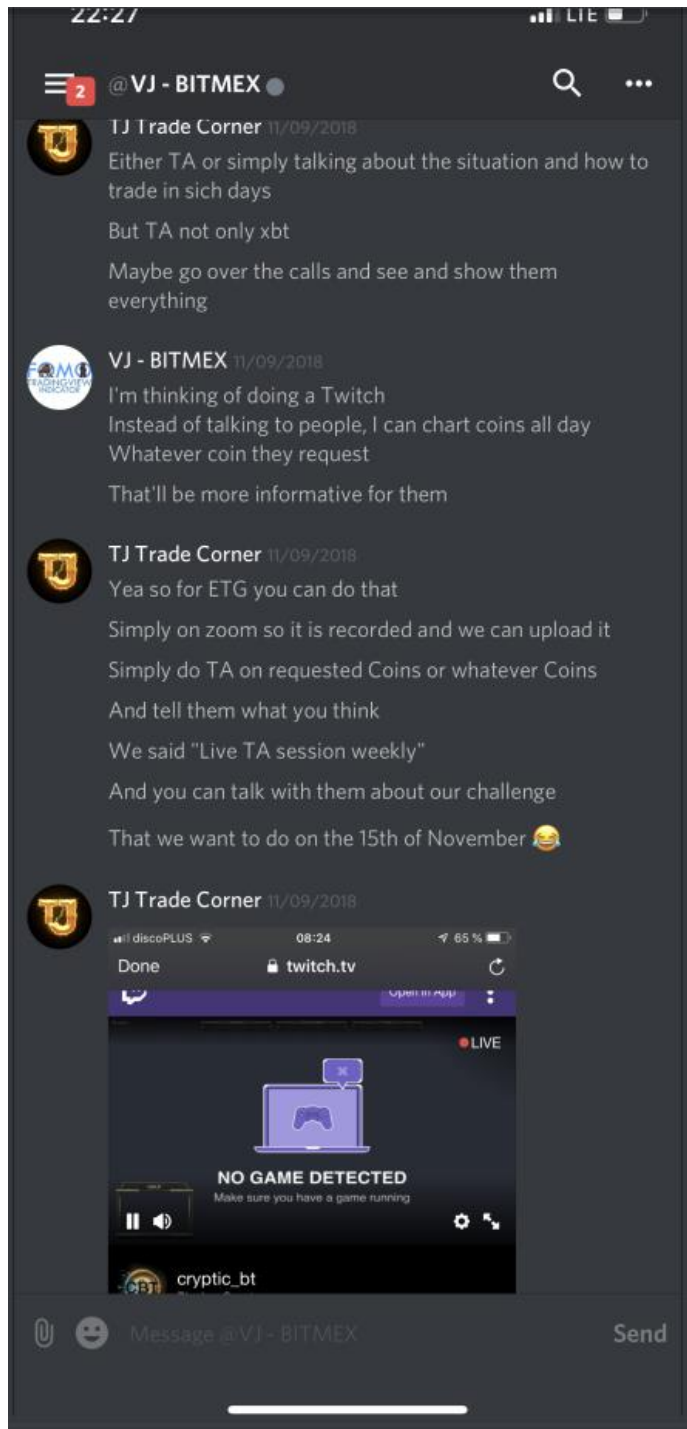 22:27
LTE
2
@VJ - BITMEX
TJ Trade Corner 11/09/2018
Either TA or simply talking about the situation and how to
trade in sich days
But TA not only xbt
Maybe go over the calls and see and show them
everything
FOMO
TRADINGVIEW
INDICATOR
VJ - BITMEX 11/09/2018
I'm thinking of doing a Twitch
Instead of talking to people, I can chart coins all day
Whatever coin they request
That'll be more informative for them
TJ
TJ Trade Corner 11/09/2018
Yea so for ETG you can do that
Simply on zoom so it is recorded and we can upload it
Simply do TA on requested Coins or whatever Coins
And tell them what you think
We said "Live TA session weekly"
And you can talk with them about our challenge
That we want to do on the 15th of November 😂
TJ
TJ Trade Corner 11/09/2018
discoPLUS 08:24 65 %
Done twitch.tv
Open in App
LIVE
NO GAME DETECTED
Make sure you have a game running
CBT
cryptic_bt
Message @VJ - BITMEX
Send